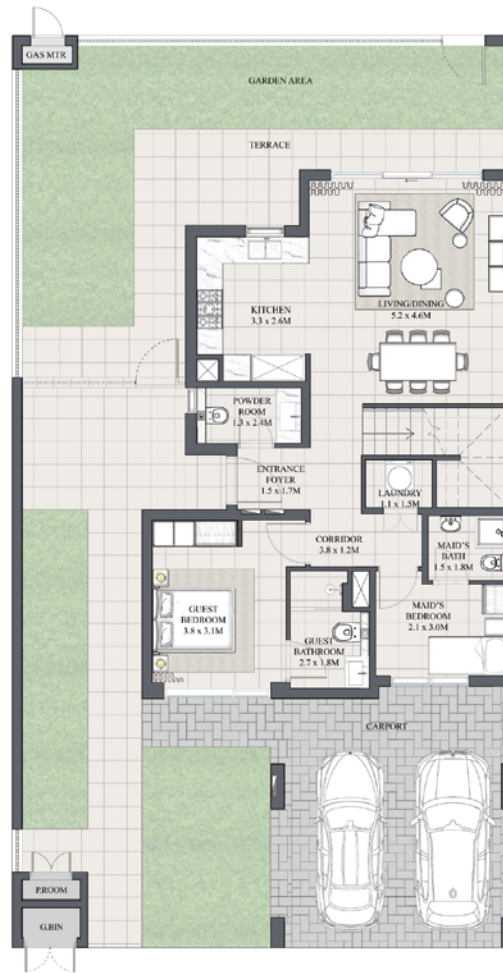 GAS MTR
GARDEN AREA
TERRACE
KITCHEN
3.3 x 2.6M
LIVING/DINING
5.2 x 4.6M
POWDER
ROOM
1.3 x 2.4M
ENTRANCE
FOYER
1.5 x 1.7M
LAUNDRY
1.1 x 1.5M
CORRIDOR
3.8 x 1.2M
MAID'S
BATH
1.5 x 1.8M
GUEST
BEDROOM
3.8 x 3.1M
MAID'S
BEDROOM
2.1 x 3.0M
GUEST
BATHROOM
2.7 x 1.8M
CARPORT
P.ROOM
G.BIN